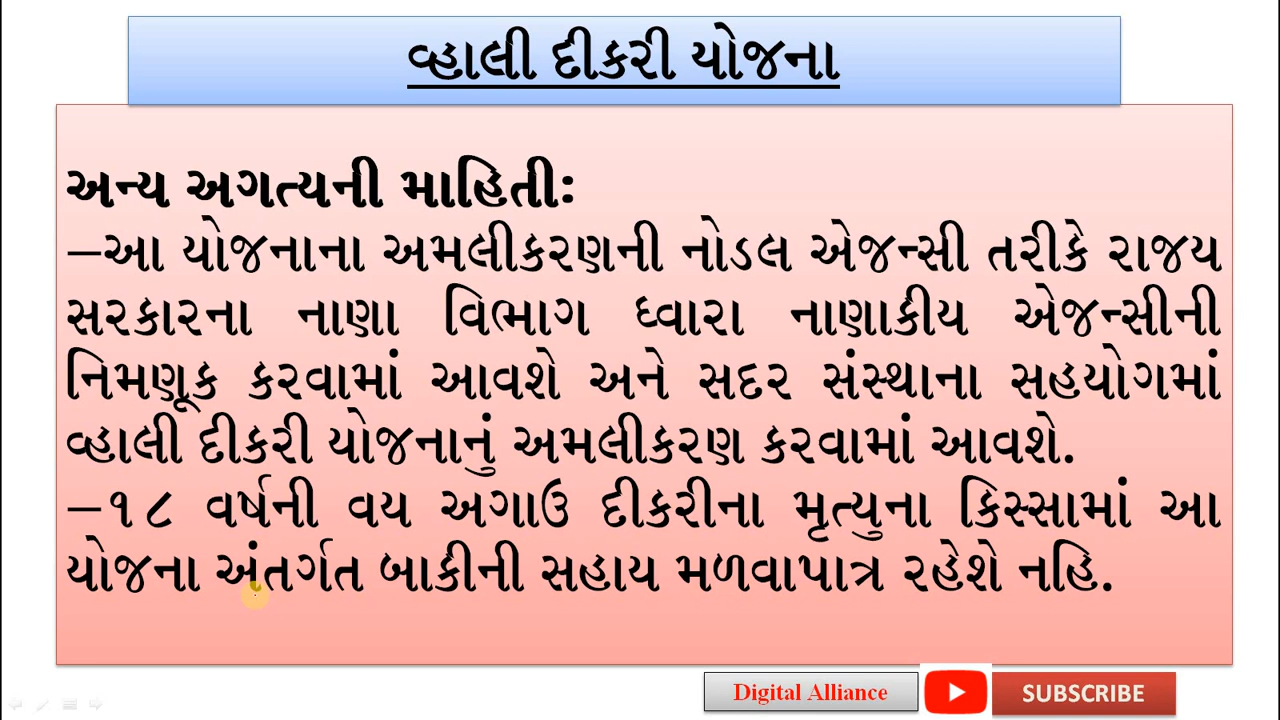 વ્હાલી દીકરી યોજના
અન્ય અગત્યની માહિતીઃ
–આ યોજનાના અમલીકરણની નોડલ એજન્સી તરીકે રાજય
સરકારના નાણા વિભાગ ધ્વારા નાણાકીય એજન્સીની
નિમણૂક કરવામાં આવશે અને સદર સંસ્થાના સહયોગમાં
વ્હાલી દીકરી યોજનાનું અમલીકરણ કરવામાં આવશે.
–૧૮ વર્ષની વય અગાઉ દીકરીના મૃત્યુના કિસ્સામાં આ
યોજના અંતર્ગત બાકીની સહાય મળવાપાત્ર રહેશે નહિ.
Digital Alliance
SUBSCRIBE